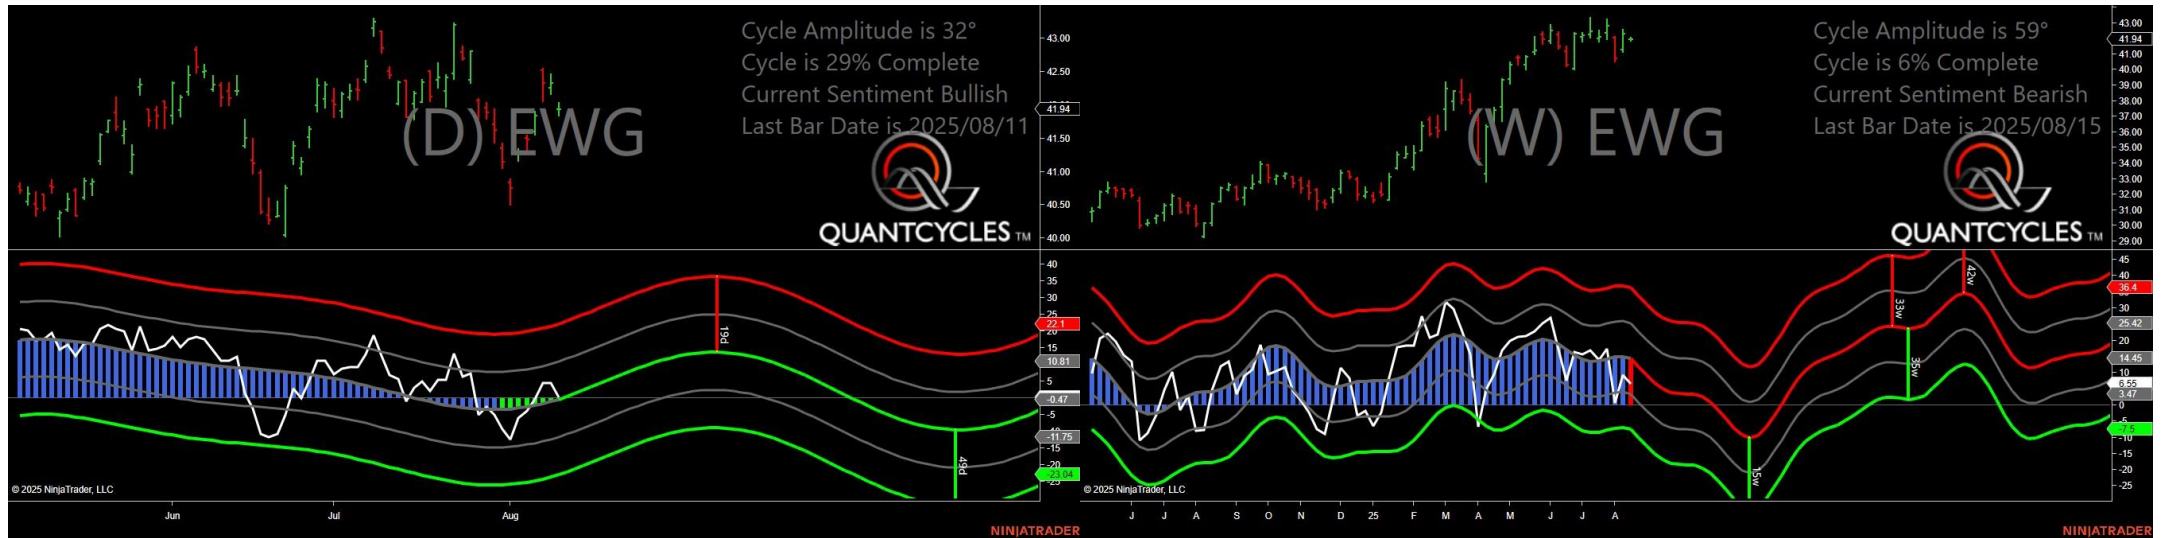 Cycle Amplitude is 32°
Cycle is 29% Complete
Current Sentiment Bullish
Last Bar Date is 2025/08/11
(D) EWG
QUANTCYCLES TM
43.00
42.50
41.94
41.50
41.00
40.50
40.00
40
35
30
25
22.1
20
15
10.81
5
-0.47
-5
-11.75
-15
-20
-23.04
-25
19d
49d
© 2025 NinjaTrader, LLC
Jun
Jul
Aug
NINJATRADER
Cycle Amplitude is 59°
Cycle is 6% Complete
Current Sentiment Bearish
Last Bar Date is 2025/08/15
(W) EWG
QUANTCYCLES TM
43.00
41.94
41.00
40.00
39.00
38.00
37.00
36.00
35.00
34.00
33.00
32.00
31.00
30.00
29.00
45
40
36.4
25.42
20
14.45
10
6.55
3.47
0
-5
-7.5
-10
-15
-20
-25
33w
42w
35w
15w
© 2025 NinjaTrader, LLC
J
J
A
S
O
N
D
25
F
M
A
M
J
J
A
NINJATRADER